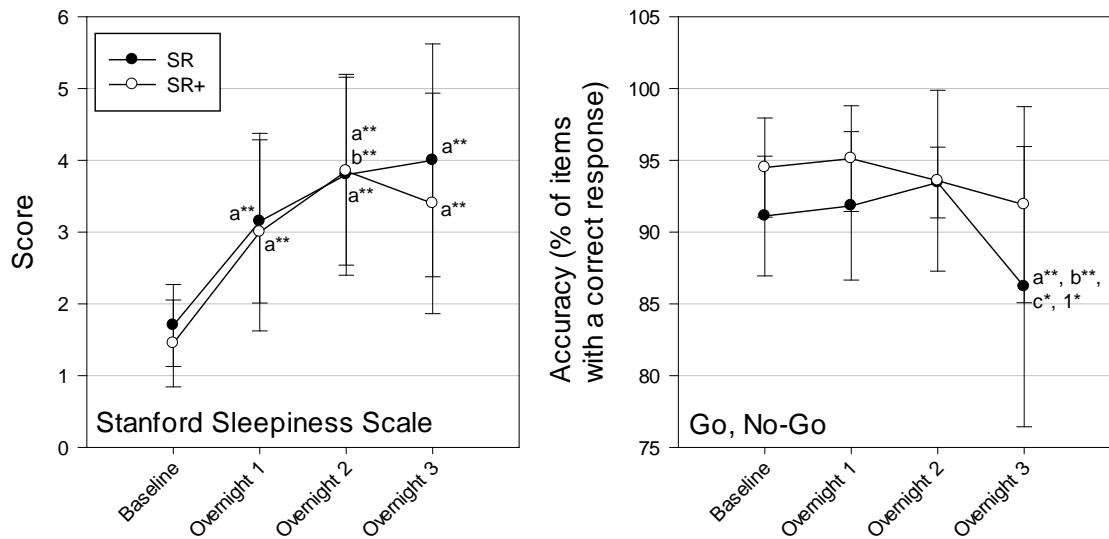 6
5
4
3
2
1
0
Score
SR
SR+
a**
a**
a**
b**
a**
a**
a**
Stanford Sleepiness Scale
Baseline
Overnight 1
Overnight 2
Overnight 3
105
100
95
90
85
80
75
Accuracy (% of items
with a correct response)
a**, b**,
c*, 1*
Go, No-Go
Baseline
Overnight 1
Overnight 2
Overnight 3